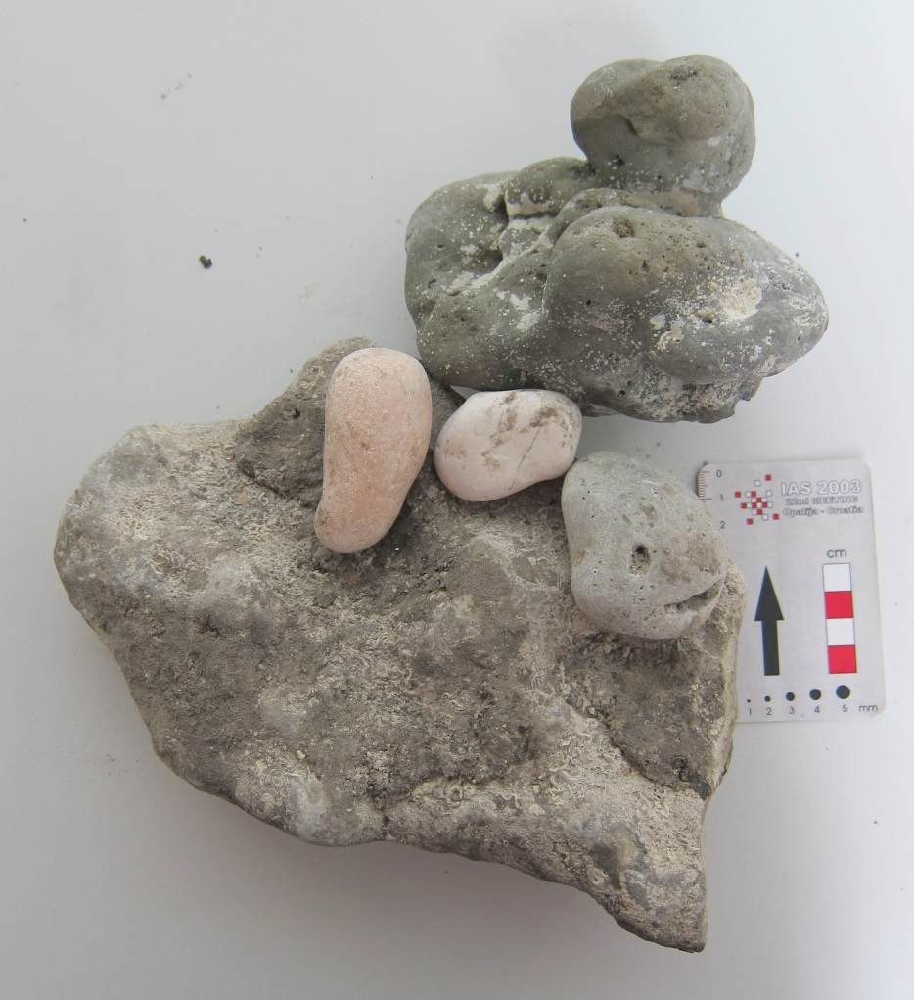 0
1
2
IAS 2003
22nd MEETING
Opatija - Croatia
cm
1 2 3 4 5 mm